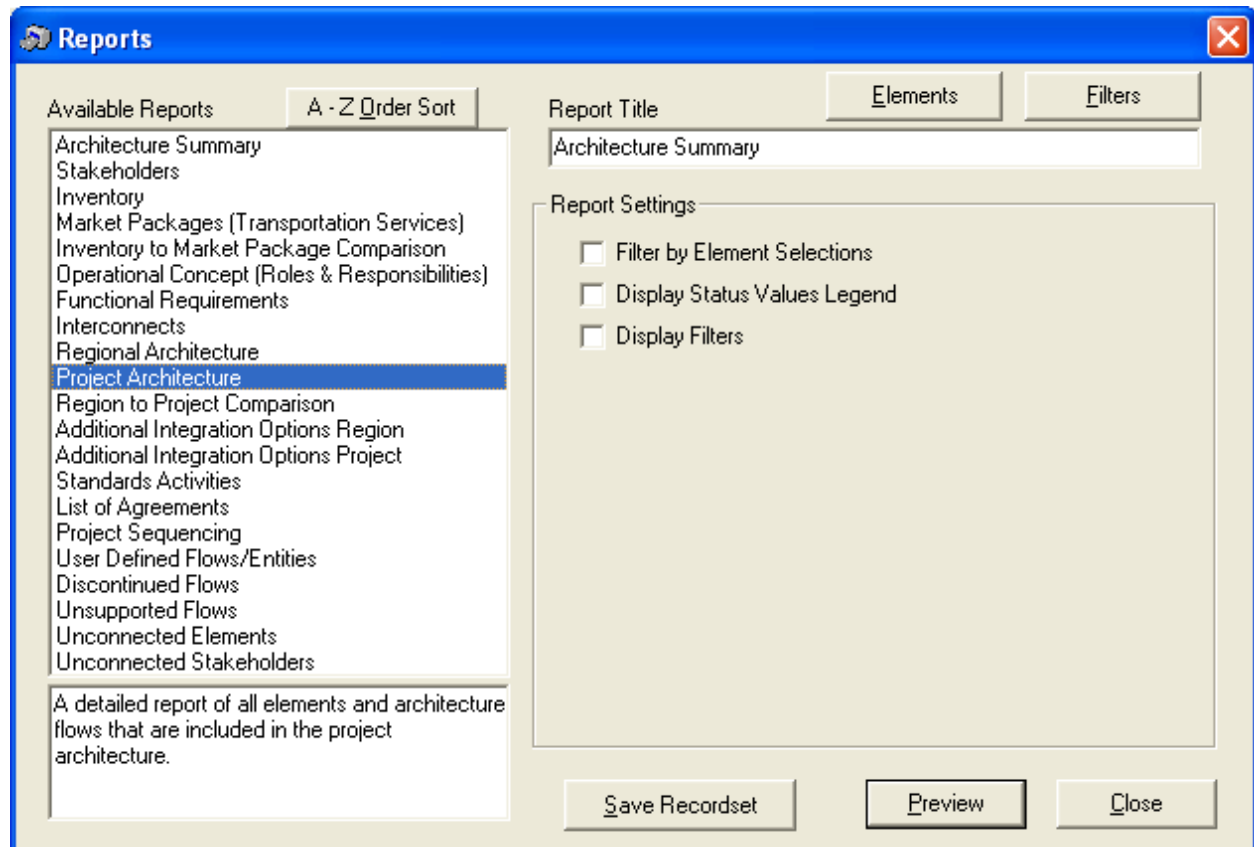 Reports
Available Reports
A - Z Order Sort
Architecture Summary
Stakeholders
Inventory
Market Packages (Transportation Services)
Inventory to Market Package Comparison
Operational Concept (Roles & Responsibilities)
Functional Requirements
Interconnects
Regional Architecture
Project Architecture
Region to Project Comparison
Additional Integration Options Region
Additional Integration Options Project
Standards Activities
List of Agreements
Project Sequencing
User Defined Flows/Entities
Discontinued Flows
Unsupported Flows
Unconnected Elements
Unconnected Stakeholders
A detailed report of all elements and architecture
flows that are included in the project
architecture.
Elements
Filters
Report Title
Architecture Summary
Report Settings
Filter by Element Selections
Display Status Values Legend
Display Filters
Save Recordset
Preview
Close